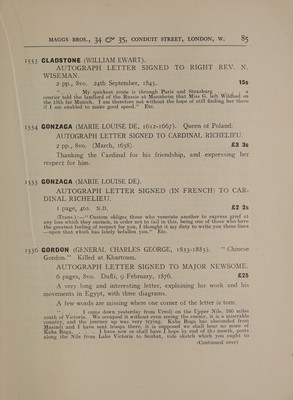 MAGGS BROS., 34 & 35, CONDUIT STREET, LONDON, W. 85
1553 GLADSTONE (WILLIAM EWART).
AUTOGRAPH LETTER SIGNED TO RIGHT REV. N.
WISEMAN.
2 pp., 8vo. 24th September, 1845. 15s
". . . My quickest route is through Paris and Strasburg . . . a
courier told the landlord of the Russia at Mannheim that Miss G. left Wildbad on
the 13th for Munich. I am therefore not without the hope of still finding her there
if I am enabled to make good speed." Etc.
1554 GONZAGA (MARIE LOUISE DE, 1612-1667). Queen of Poland.
AUTOGRAPH LETTER SIGNED TO CARDINAL RICHELIEU.
2 pp., 8vo. (March, 1638). £3 3s
Thanking the Cardinal for his friendship, and expressing her
respect for him.
1555 GONZAGA (MARIE LOUISE DE).
AUTOGRAPH LETTER SIGNED (IN FRENCH) TO CAR-
DINAL RICHELIEU.
1 page, 4to. N.D. £2 2s
(Trans.):—"Custom obliges those who venerate another to express grief at
any loss which they sustain, in order not to fail in this, being one of those who have
the greatest feeling of respect for you, I thought it my duty to write you these lines
—upon that which has lately befallen you." Etc.
1556 GORDON (GENERAL CHARLES GEORGE, 1833-1885). "Chinese
Gordon." Killed at Khartoum.
AUTOGRAPH LETTER SIGNED TO MAJOR NEWSOME.
6 pages, 8vo. Dufli, 9 February, 1876. £25
A very long and interesting letter, explaining his work and his
movements in Egypt, with three diagrams.
A few words are missing where one corner of the letter is torn.
". . . I came down yesterday from Urruli on the Upper Nile, 160 miles
south of Victoria. We occupied it without even seeing the enemy, it is a miserable
country, and the journey up was very trying. Kaba Rega has absconded from
Masindi and I have sent troops there, it is supposed we shall hear no more of
Kaba Rega. . . . I have now or shall have I hope by end of the month, posts
along the Nile from Lake Victoria to Soubat, vide sketch which you ought to
(Continued over)